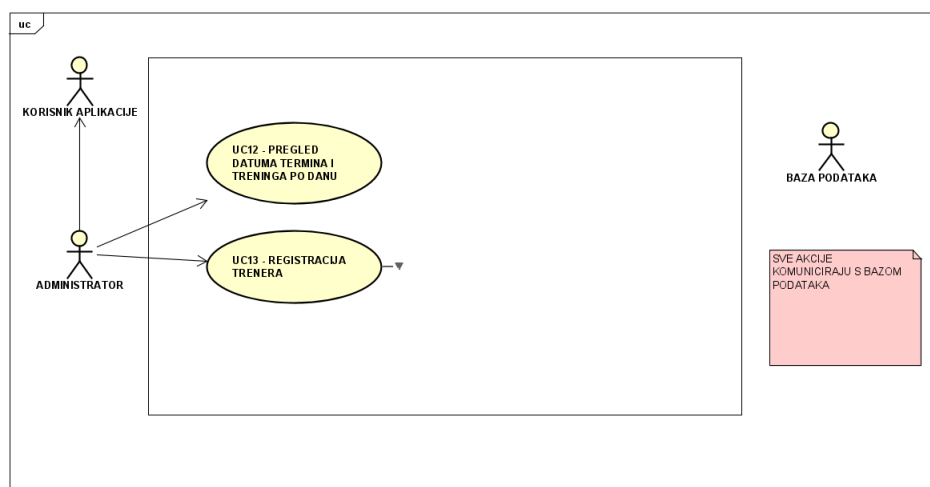 uc
KORISNIK APLIKACIJE
UC12 - PREGLED
DATUMA TERMINA I
TRENINGA PO DANU
BAZA PODATAKA
ADMINISTRATOR
UC13 - REGISTRACIJA
TRENERA
SVE AKCIJE
KOMUNICIRAJU S BAZOM
PODATAKA